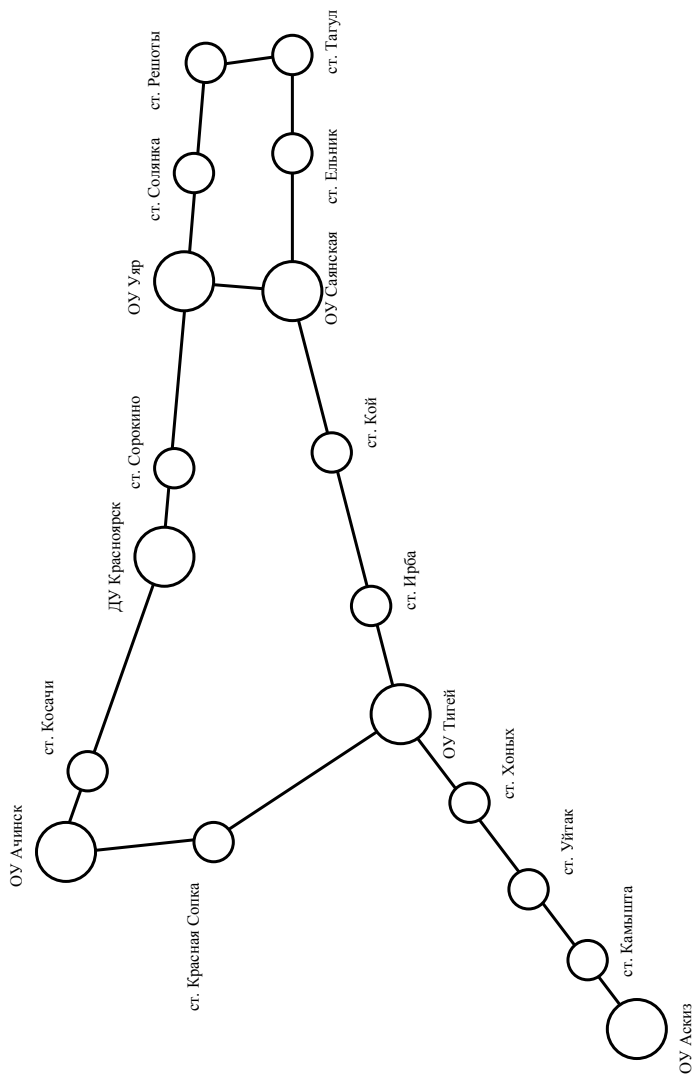 ОУ Ачинск
ст. Косачи
ДУ Красноярск
ст. Сорокино
ОУ Уяр
ст. Солянка
ст. Решоты
ст. Тагул
ст. Ельник
ОУ Саянская
ст. Кой
ст. Ирба
ОУ Тигей
ст. Красная Сопка
ст. Хоных
ст. Уйтак
ст. Камышта
ОУ Аскиз